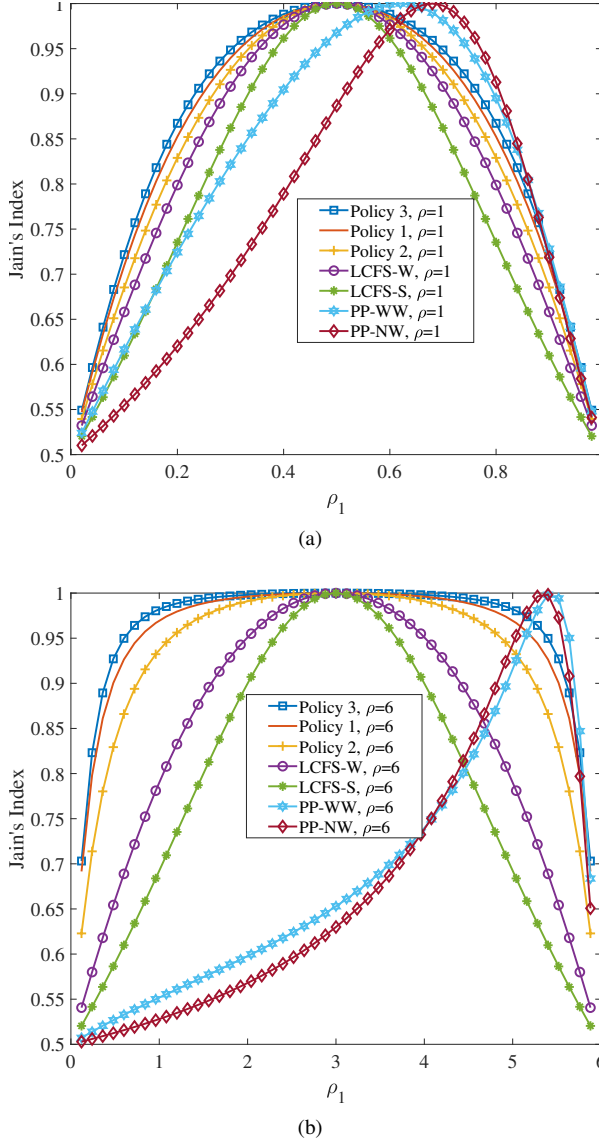 1
0.95
0.9
0.85
0.8
0.75
0.7
0.65
0.6
0.55
0.5
Jain's Index
Policy 3, ρ=1
Policy 1, ρ=1
Policy 2, ρ=1
LCFS-W, ρ=1
LCFS-S, ρ=1
PP-WW, ρ=1
PP-NW, ρ=1
0 0.2 0.4 0.6 0.8
ρ1
(a)
1
0.95
0.9
0.85
0.8
0.75
0.7
0.65
0.6
0.55
0.5
Jain's Index
Policy 3, ρ=6
Policy 1, ρ=6
Policy 2, ρ=6
LCFS-W, ρ=6
LCFS-S, ρ=6
PP-WW, ρ=6
PP-NW, ρ=6
0 1 2 3 4 5 6
ρ1
(b)